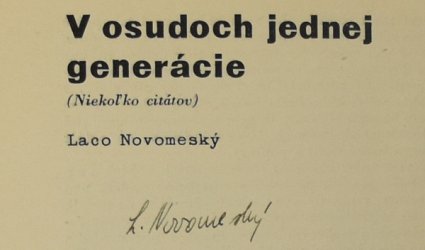 V osudoch jednej
generácie
(Niekoľko citátov)
Laco Novomeský
L. Novomeský